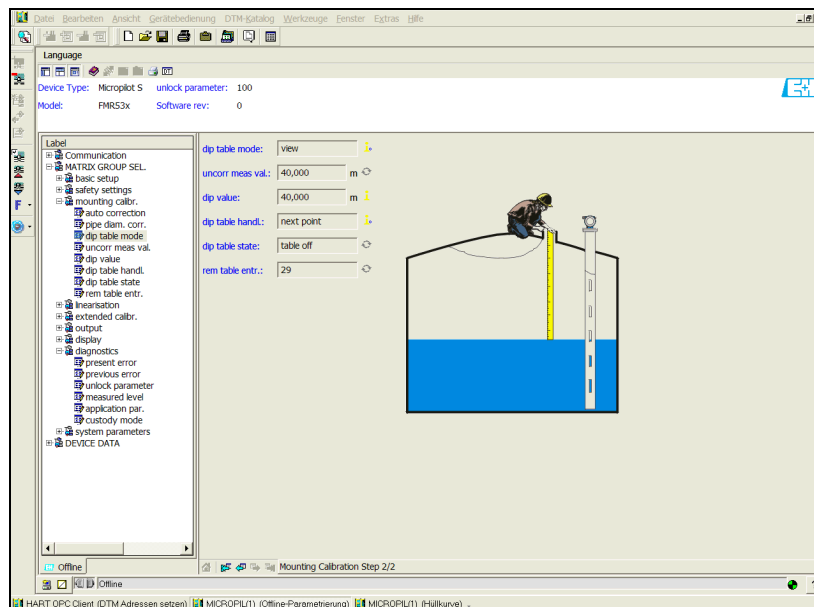 Datei Bearbeiten Ansicht Gerätebedienung DTM-Katalog Werkzeuge Fenster Extras Hilfe
Language
Device Type: Micropilot S unlock parameter: 100
Model: FMR53x Software rev: 0
Label
Communication
MATRIX GROUP SEL.
basic setup
safety settings
mounting calibr.
auto correction
pipe diam. corr.
dip table mode
uncorr meas val.
dip value
dip table handl.
dip table state
rem table entr.
linearisation
extended calibr.
output
display
diagnostics
present error
previous error
unlock parameter
measured level
application par.
custody mode
system parameters
DEVICE DATA
dip table mode: view
uncorr meas val.: 40,000 m
dip value: 40,000 m
dip table handl.: next point
dip table state: table off
rem table entr.: 29
F
Offline
Mounting Calibration Step 2/2
Offline
HART OPC Client (DTM Adressen setzen) MICROPIL(1) (Offline-Parametrierung) MICROPIL(1) (Hüllkurve)